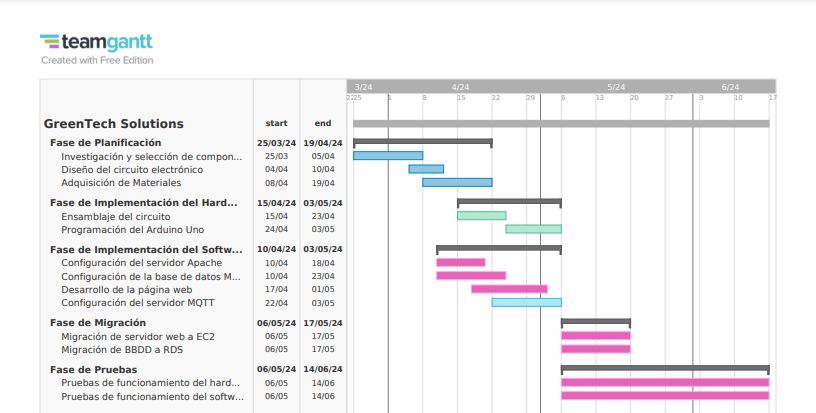 teamgantt
Created with Free Edition
3/24 4/24 5/24 6/24
22 25 1 8 15 22 29 6 13 20 27 3 10 17
GreenTech Solutions start end
Fase de Planificación 25/03/24 19/04/24
Investigación y selección de compon... 25/03 05/04
Diseño del circuito electrónico 04/04 10/04
Adquisición de Materiales 08/04 19/04
Fase de Implementación del Hard... 15/04/24 03/05/24
Ensamblaje del circuito 15/04 23/04
Programación del Arduino Uno 24/04 03/05
Fase de Implementación del Softw... 10/04/24 03/05/24
Configuración del servidor Apache 10/04 18/04
Configuración de la base de datos M... 10/04 23/04
Desarrollo de la página web 17/04 01/05
Configuración del servidor MQTT 22/04 03/05
Fase de Migración 06/05/24 17/05/24
Migración de servidor web a EC2 06/05 17/05
Migración de BBDD a RDS 06/05 17/05
Fase de Pruebas 06/05/24 14/06/24
Pruebas de funcionamiento del hard... 06/05 14/06
Pruebas de funcionamiento del softw... 06/05 14/06